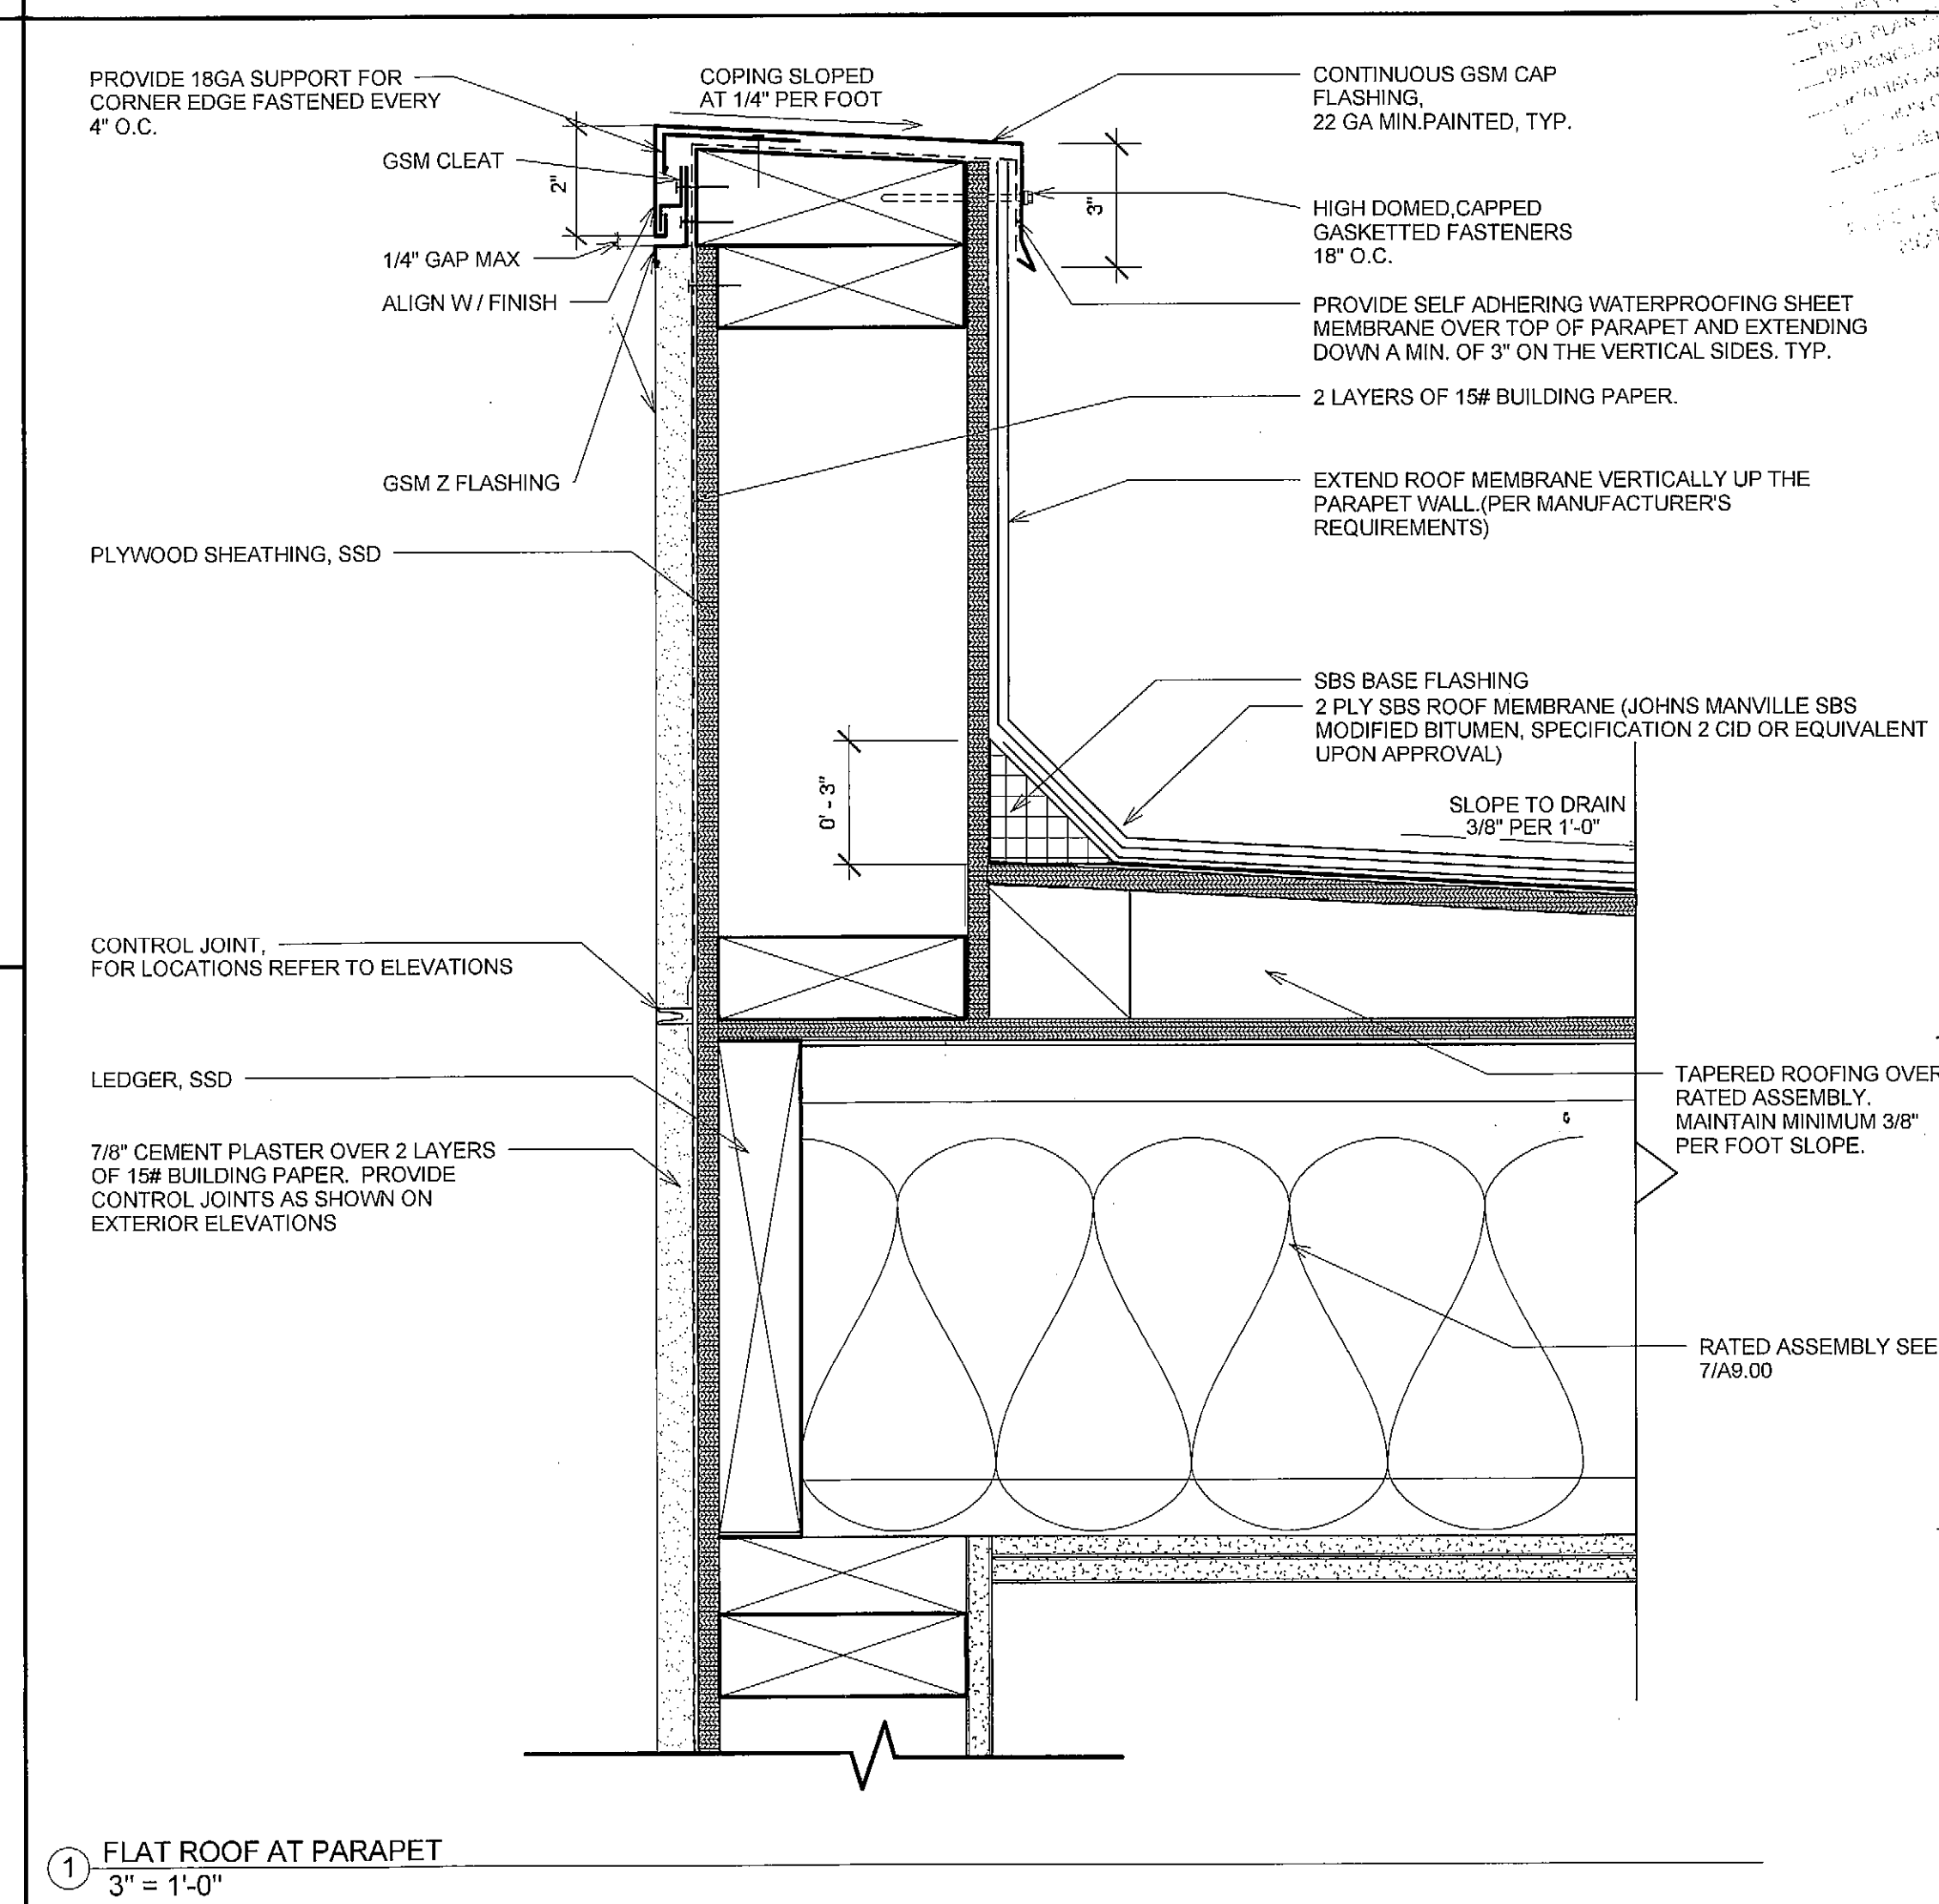 PROVIDE 18GA SUPPORT FOR
CORNER EDGE FASTENED EVERY
4" O.C.
COPING SLOPED
AT 1/4" PER FOOT
CONTINUOUS GSM CAP
FLASHING,
22 GA MIN.PAINTED, TYP.
GSM CLEAT
2"
3"
HIGH DOMED,CAPPED
GASKETTED FASTENERS
18" O.C.
1/4" GAP MAX
ALIGN W / FINISH
PROVIDE SELF ADHERING WATERPROOFING SHEET
MEMBRANE OVER TOP OF PARAPET AND EXTENDING
DOWN A MIN. OF 3" ON THE VERTICAL SIDES. TYP.
2 LAYERS OF 15# BUILDING PAPER.
GSM Z FLASHING
EXTEND ROOF MEMBRANE VERTICALLY UP THE
PARAPET WALL.(PER MANUFACTURER'S
REQUIREMENTS)
PLYWOOD SHEATHING, SSD
SBS BASE FLASHING
2 PLY SBS ROOF MEMBRANE (JOHNS MANVILLE SBS
MODIFIED BITUMEN, SPECIFICATION 2 CID OR EQUIVALENT
UPON APPROVAL)
0' - 3"
SLOPE TO DRAIN
3/8" PER 1'-0"
CONTROL JOINT,
FOR LOCATIONS REFER TO ELEVATIONS
LEDGER, SSD
TAPERED ROOFING OVER
RATED ASSEMBLY.
MAINTAIN MINIMUM 3/8"
PER FOOT SLOPE.
7/8" CEMENT PLASTER OVER 2 LAYERS
OF 15# BUILDING PAPER. PROVIDE
CONTROL JOINTS AS SHOWN ON
EXTERIOR ELEVATIONS
RATED ASSEMBLY SEE
7/A9.00
1
FLAT ROOF AT PARAPET
3" = 1'-0"
PLOT PLAN